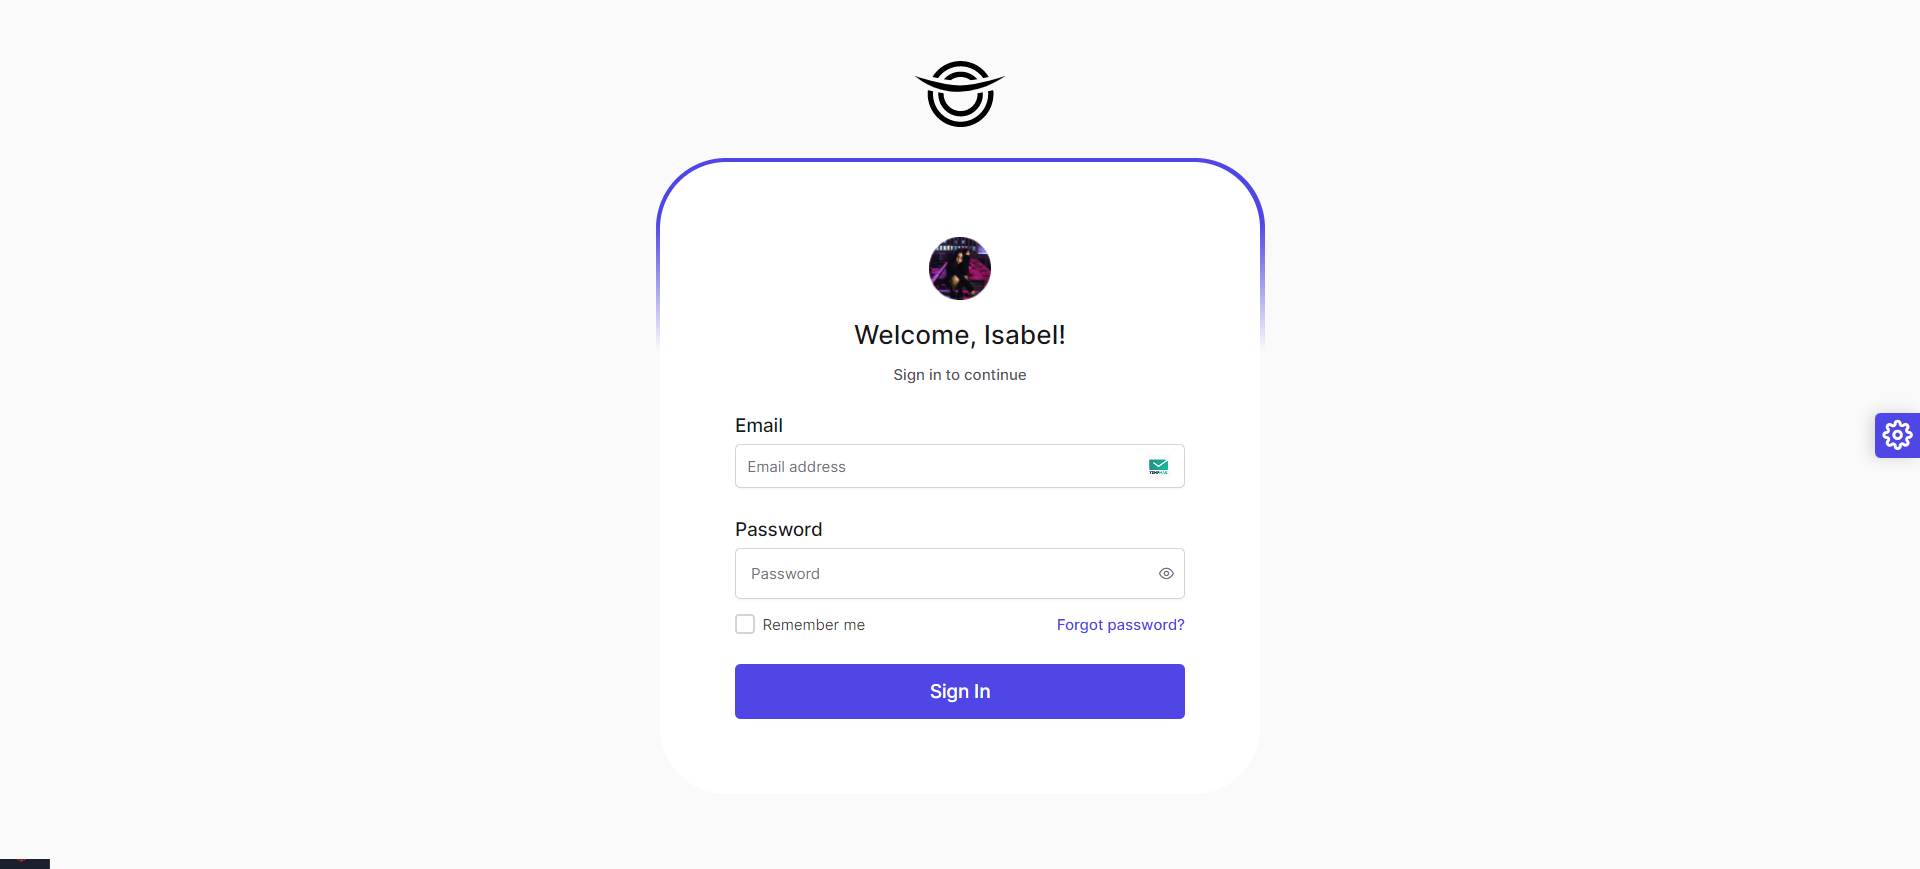 Welcome, Isabel!
Sign in to continue
Email
Email address
Password
Password
Remember me
Forgot password?
Sign In